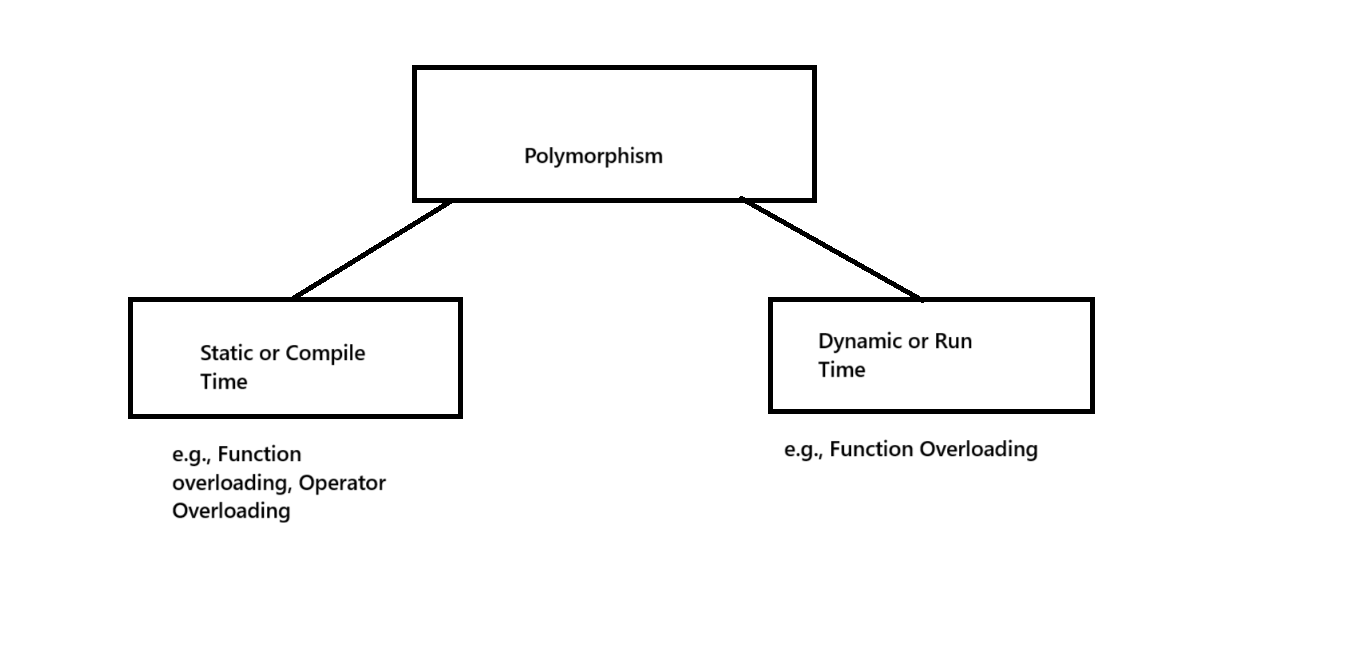 Polymorphism
Static or Compile
Time
Dynamic or Run
Time
e.g., Function
overloading, Operator
Overloading
e.g., Function Overloading